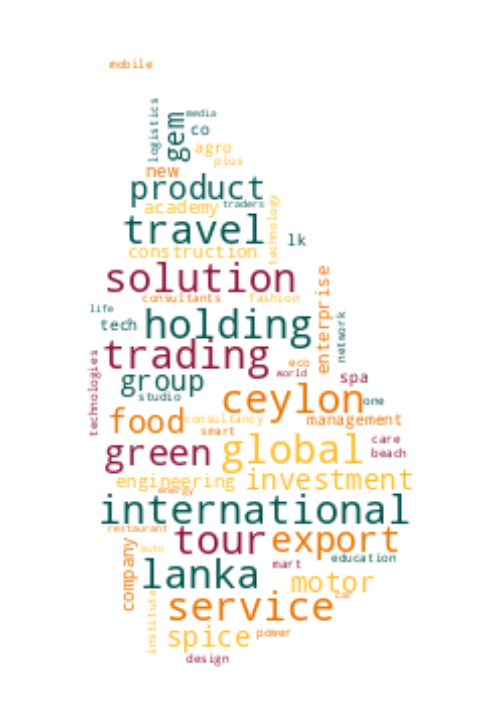 mobile
logistics
gem
media
co
agro
plus
new
product
academy
traders
technology
travel
lk
construction
solution
consultants
fashion
enterprise
life
tech
holding
network
trading
technologies
eco
world
group
spa
studio
ceylon
one
food
consultancy
management
smart
green
global
care
beach
engineering
investment
energy
international
restaurant
tour
export
company
auto
education
lanka
mart
motor
institute
service
car
spice
power
design